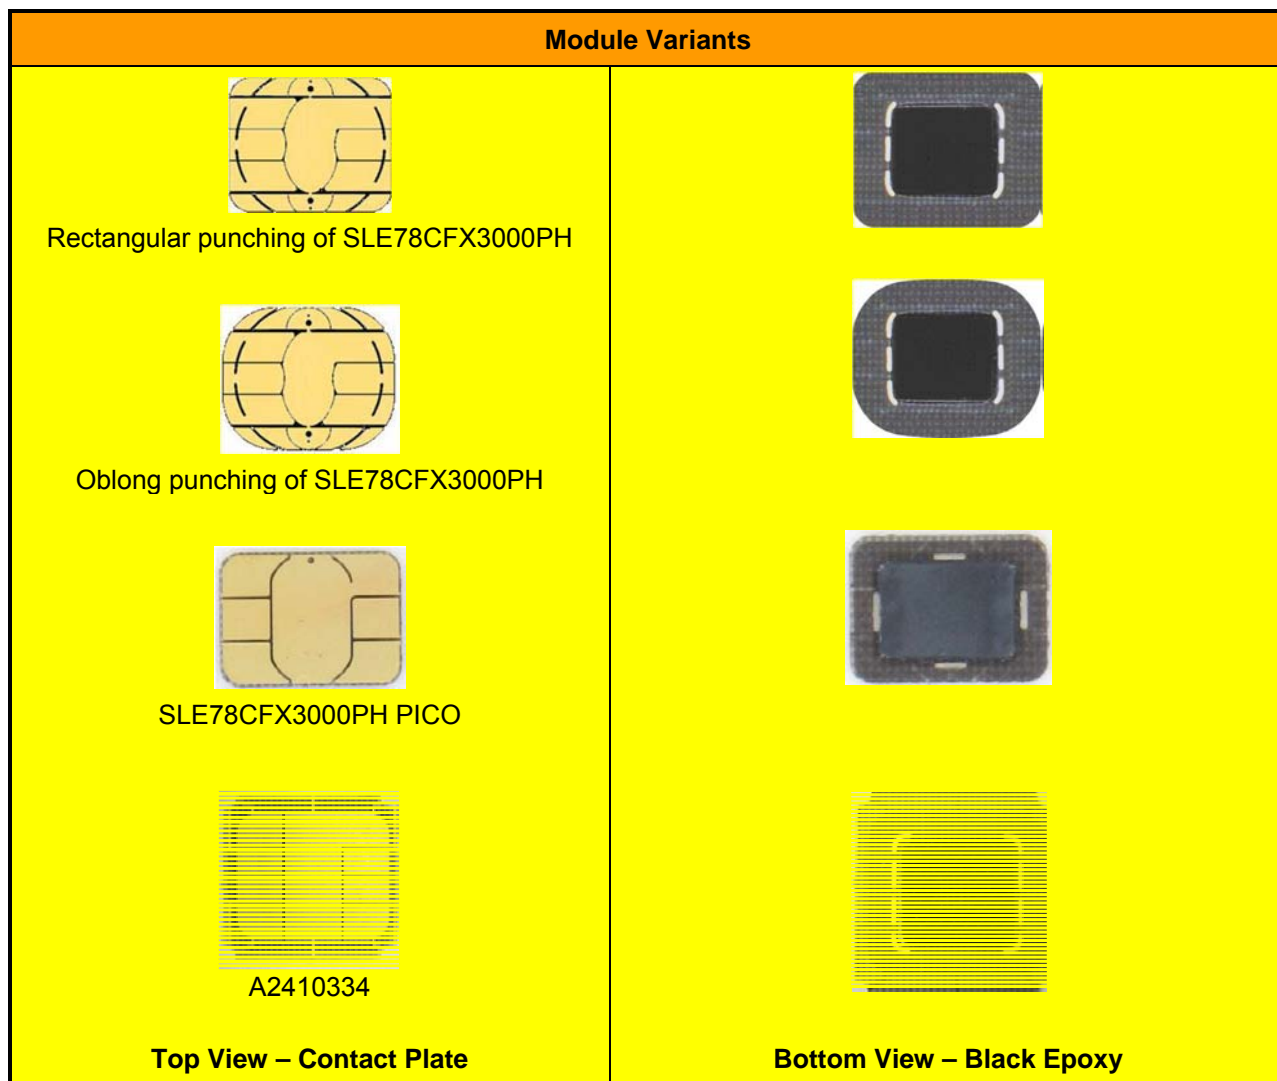 Module Variants
Rectangular punching of SLE78CFX3000PH
Oblong punching of SLE78CFX3000PH
SLE78CFX3000PH PICO
A2410334
Top View – Contact Plate
Bottom View – Black Epoxy